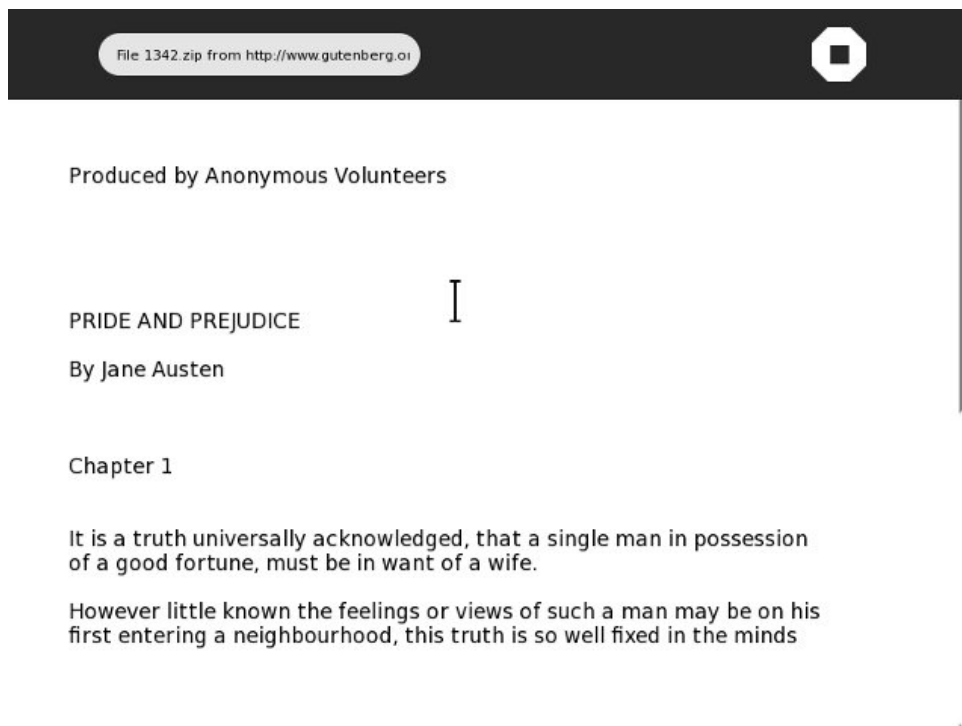 File 1342.zip from http://www.gutenberg.or
Produced by Anonymous Volunteers
PRIDE AND PREJUDICE
By Jane Austen
Chapter 1
It is a truth universally acknowledged, that a single man in possession
of a good fortune, must be in want of a wife.
However little known the feelings or views of such a man may be on his
first entering a neighbourhood, this truth is so well fixed in the minds